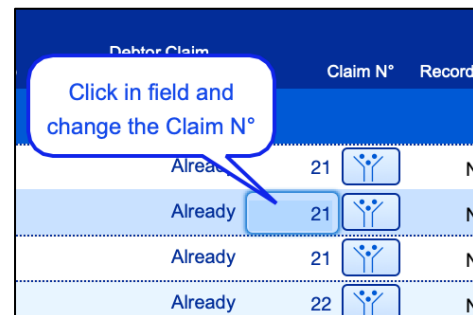 Debtor Claim
Claim N° Record
Click in field and
change the Claim N°
Already 21 N
Already 21 N
Already 21 N
Already 22 N